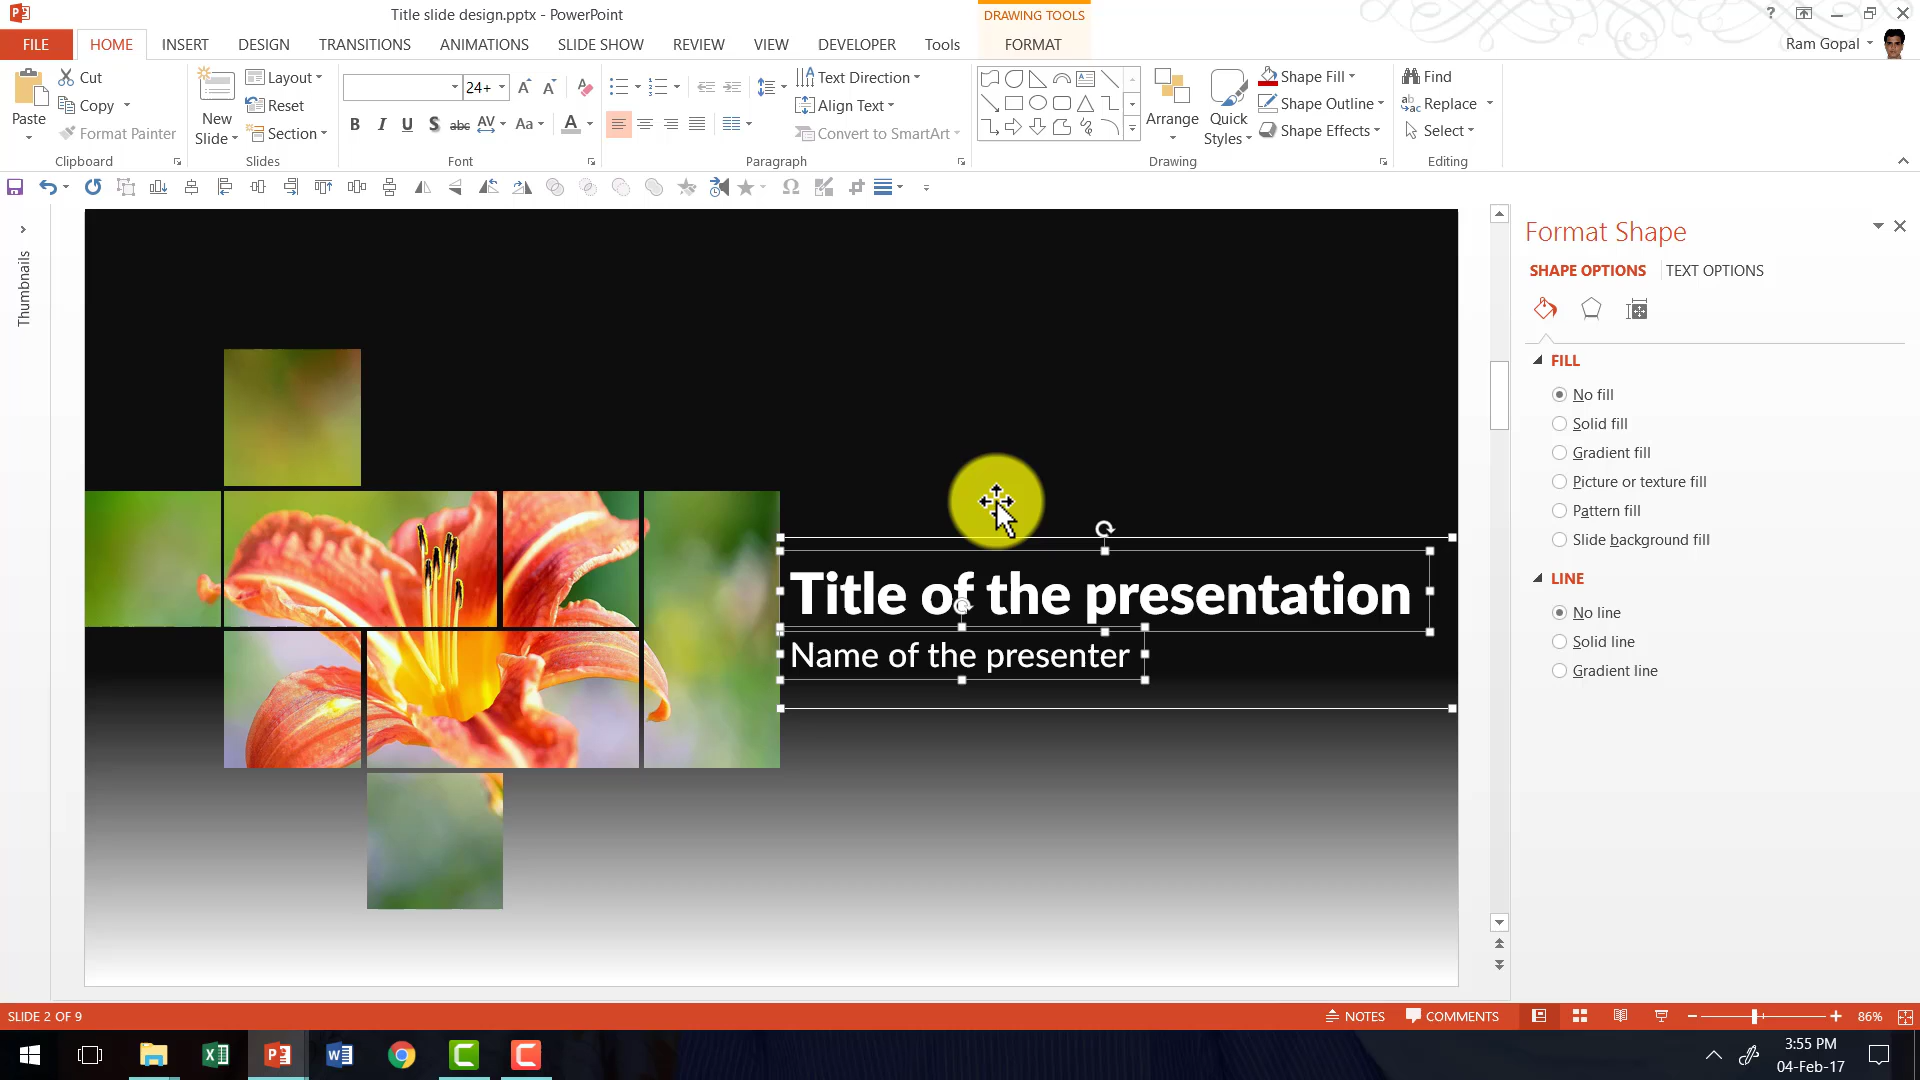 Title slide design.pptx - PowerPoint
DRAWING TOOLS
?
FILE HOME INSERT DESIGN TRANSITIONS ANIMATIONS SLIDE SHOW REVIEW VIEW DEVELOPER Tools FORMAT
Ram Gopal
Paste
Cut
Copy
Format Painter
Clipboard
New
Slide
Layout
Reset
Section
Slides
24+
B I U S abc AV Aa A
Font
Text Direction
Align Text
Convert to SmartArt
Paragraph
Arrange
Quick
Styles
Shape Fill
Shape Outline
Shape Effects
Drawing
Find
Replace
Select
Editing
Thumbnails
Title of the presentation
Name of the presenter
Format Shape
SHAPE OPTIONS TEXT OPTIONS
FILL
No fill
Solid fill
Gradient fill
Picture or texture fill
Pattern fill
Slide background fill
LINE
No line
Solid line
Gradient line
SLIDE 2 OF 9
NOTES COMMENTS 86%
3:55 PM
04-Feb-17